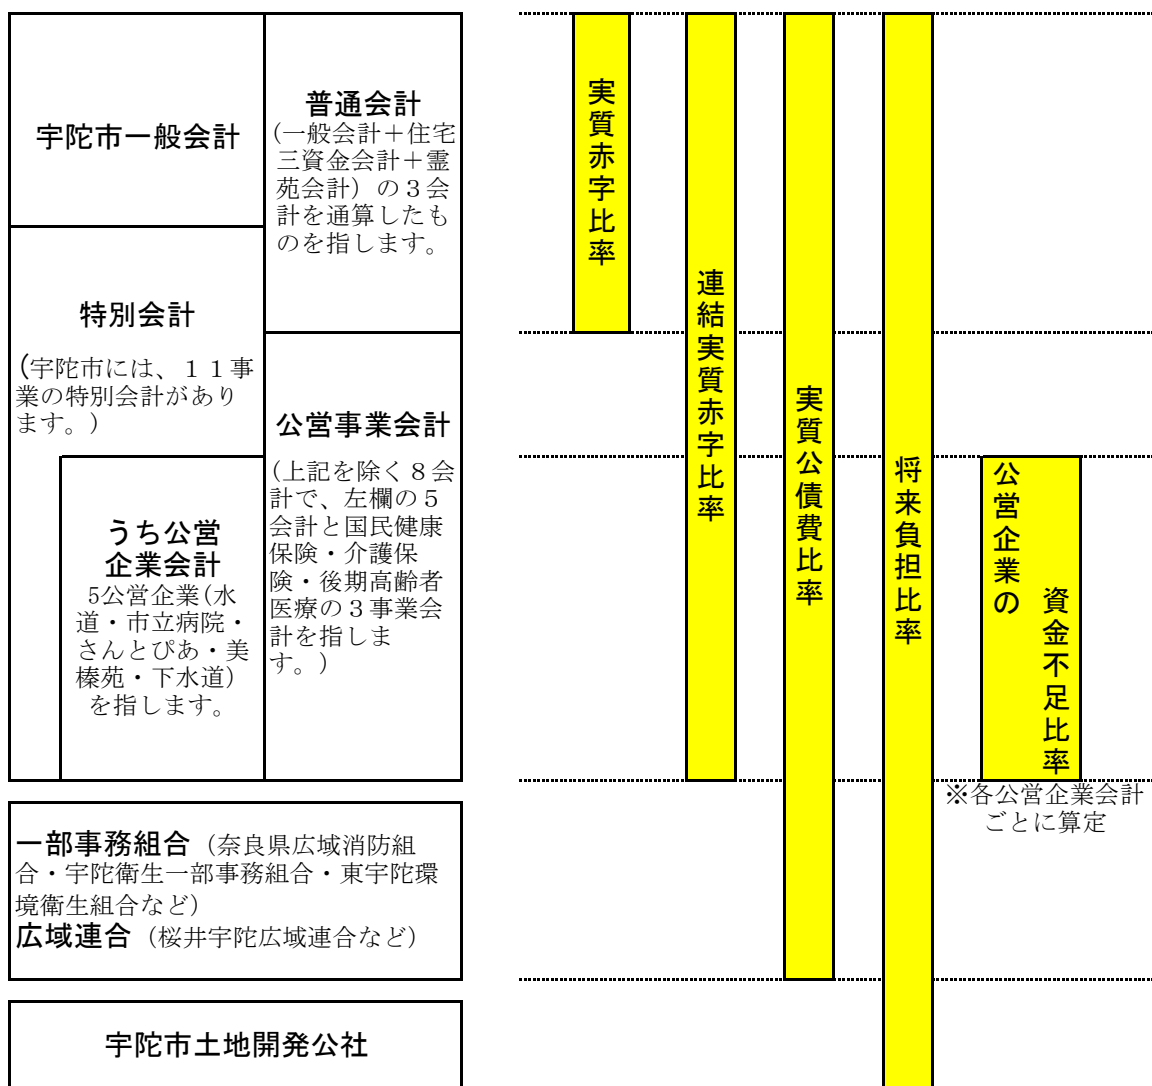 宇陀市一般会計
普通会計
(一般会計＋住宅
三資金会計＋霊
苑会計）の３会
計を通算したも
のを指します。
特別会計
(宇陀市には、１１事
業の特別会計があり
ます。）
公営事業会計
(上記を除く８会
計で、左欄の５
会計と国民健康
保険・介護保
険・後期高齢者
医療の３事業会
計を指しま
す。）
うち公営
企業会計
5公営企業(水
道・市立病院・
さんとぴあ・美
榛苑・下水道）
を指します。
一部事務組合（奈良県広域消防組
合・宇陀衛生一部事務組合・東宇陀環
境衛生組合など）
広域連合（桜井宇陀広域連合など）
宇陀市土地開発公社
実質赤字比率
連結実質赤字比率
実質公債費比率
将来負担比率
公営企業の
資金不足比率
※各公営企業会計
ごとに算定